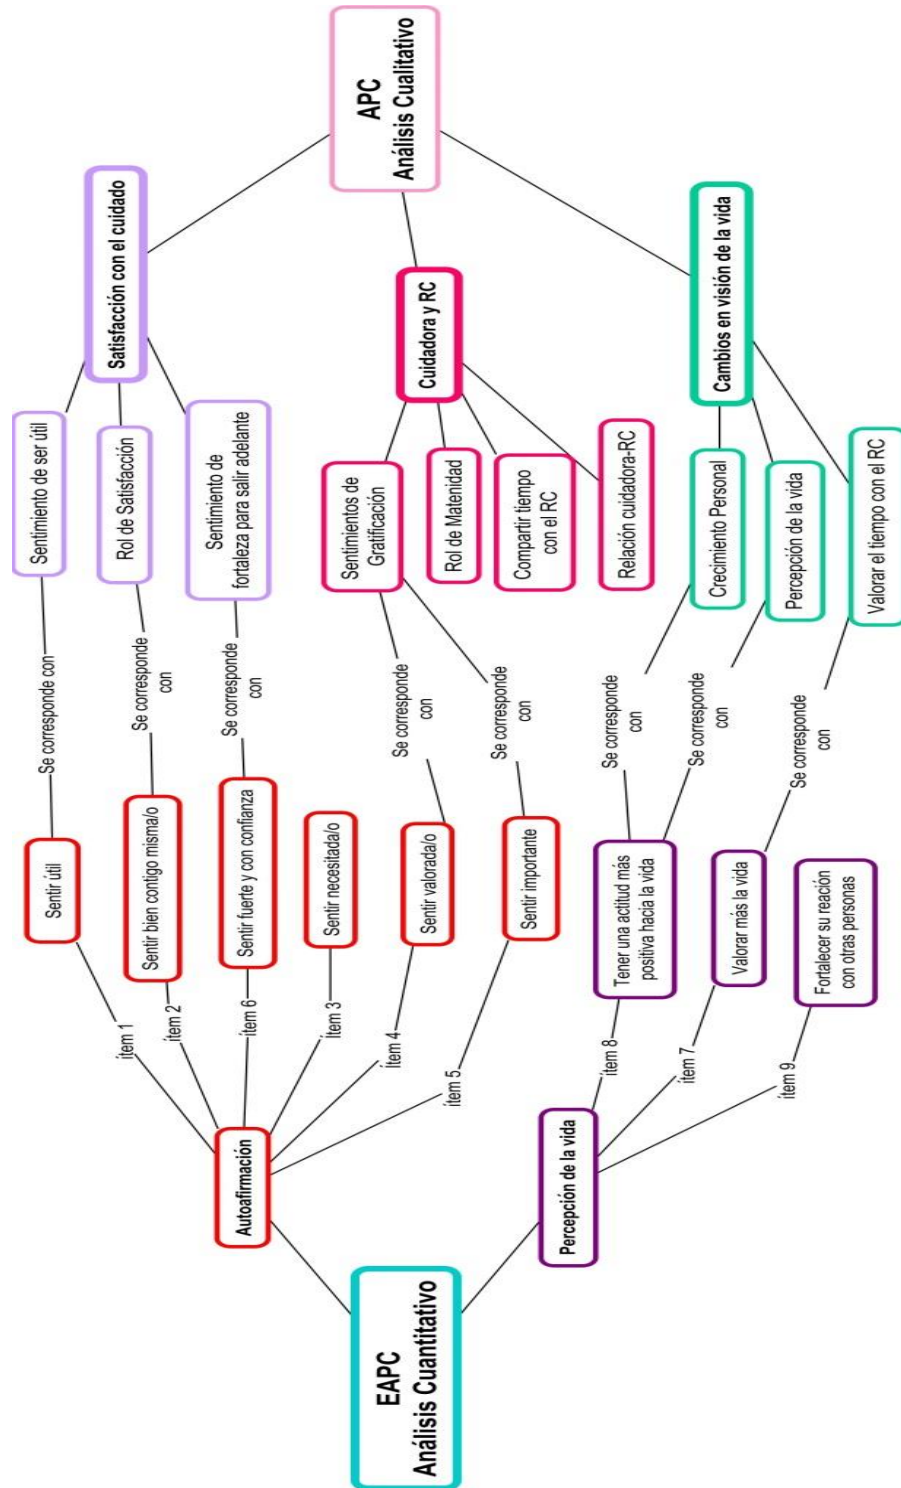 EAPC
Análisis Cuantitativo
Autoafirmación
ítem 1
ítem 2
ítem 6
ítem 3
ítem 4
ítem 5
Sentir útil
Sentir bien contigo misma/o
Sentir fuerte y con confianza
Sentir necesitada/o
Sentir valorada/o
Sentir importante
Percepción de la vida
ítem 8
ítem 7
ítem 9
Tener una actitud más
positiva hacia la vida
Valorar más la vida
Fortalecer su reación
con otras personas
Se corresponde con
Se corresponde
con
Se corresponde
con
Se corresponde
con
Se corresponde
con
Se corresponde
con
Se corresponde
con
Se corresponde
con
Sentimiento de ser útil
Rol de Satisfacción
Sentimiento de
fortaleza para salir adelante
Satisfacción con el cuidado
Sentimientos de
Gratificación
Rol de Matenidad
Compartir tiempo
con el RC
Relación cuidadora-RC
Cuidadora y RC
Crecimiento Personal
Percepción de la vida
Valorar el tiempo con el RC
Cambios en visión de la vida
APC
Análisis Cualitativo